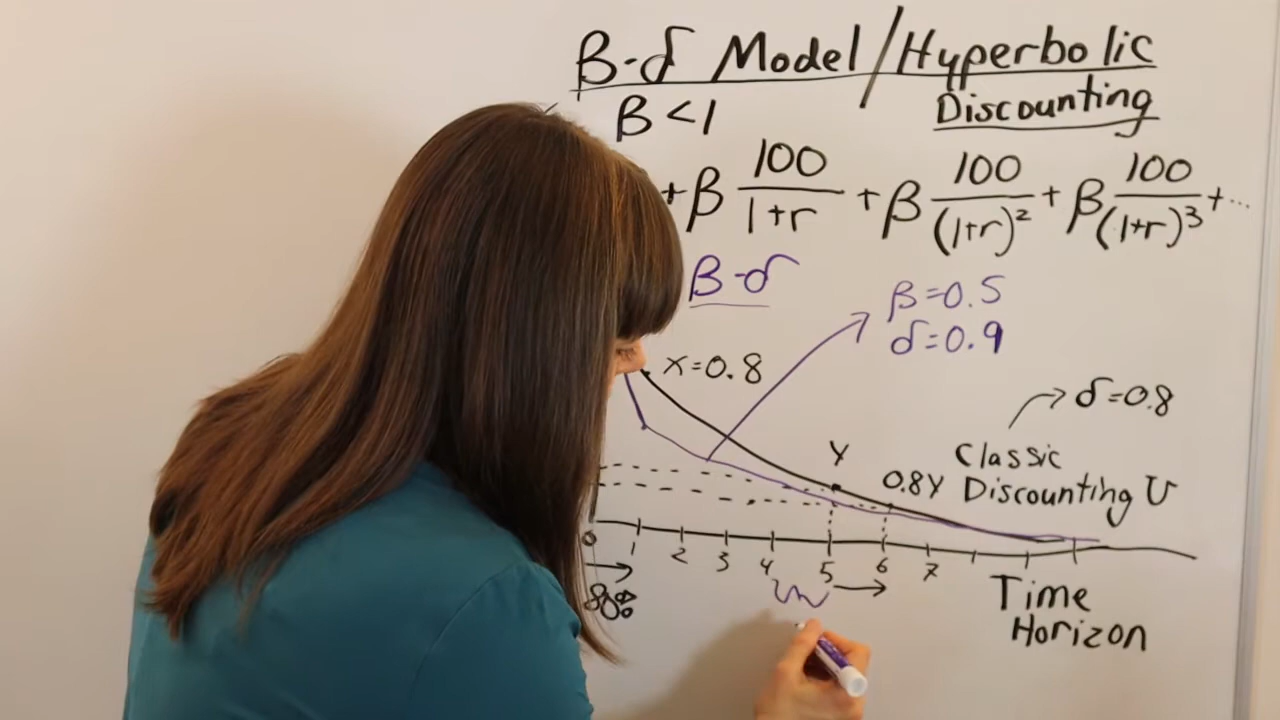 β-δ Model/Hyperbolic
Discounting
β<1
+β 100/(1+r) + β 100/(1+r)² + β 100/(1+r)³ + ...
β-δ
β=0.5
δ=0.9
x=0.8
δ=0.8
Classic
Discounting U
Y
0.8Y
0 1 2 3 4 5 6 7
Time
Horizon